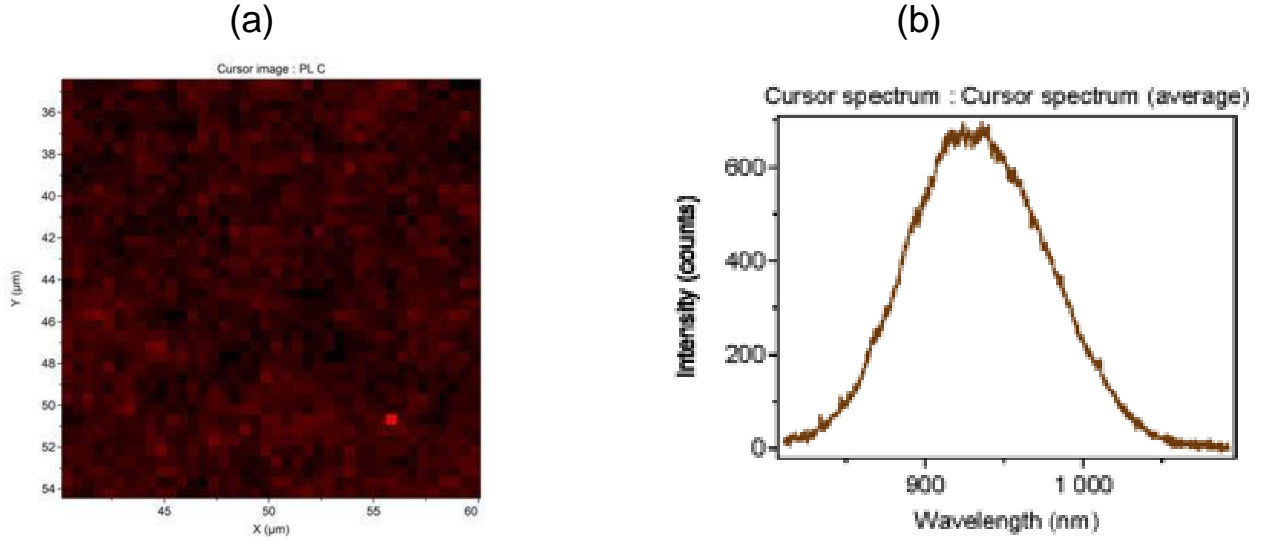 (a)
(b)
Cursor image : PL C
36
38
40
42
44
46
48
50
52
54
Y (µm)
45
50
55
60
X (µm)
Cursor spectrum : Cursor spectrum (average)
600
400
200
0
Intensity (counts)
900
1 000
Wavelength (nm)